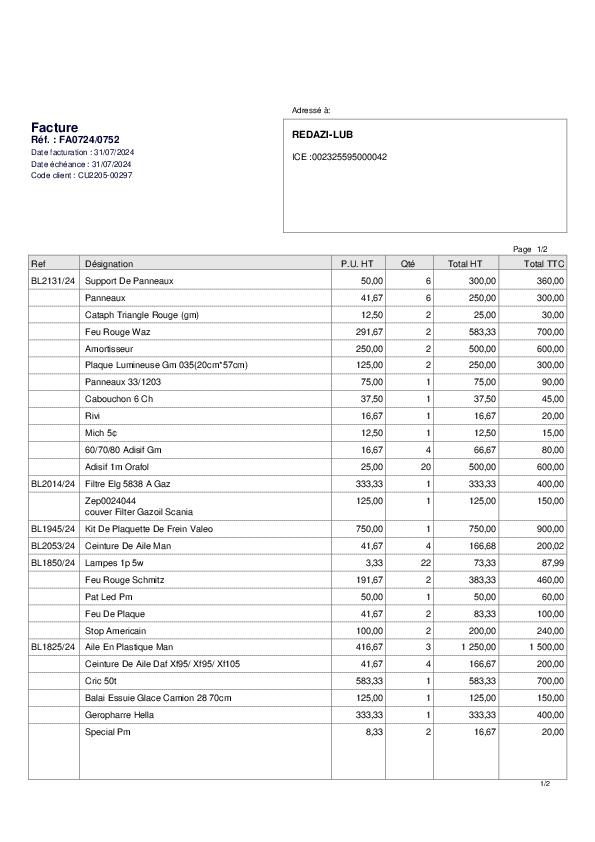 Adressé à:
Facture
Réf. : FA0724/0752
Date facturation : 31/07/2024
Date échéance : 31/07/2024
Code client : CU2205-00297
REDAZI-LUB
ICE :002325595000042
Page 1/2
Ref Désignation P.U. HT Qté Total HT Total TTC
BL2131/24 Support De Panneaux 50,00 6 300,00 360,00
Panneaux 41,67 6 250,00 300,00
Cataph Triangle Rouge (gm) 12,50 2 25,00 30,00
Feu Rouge Waz 291,67 2 583,33 700,00
Amortisseur 250,00 2 500,00 600,00
Plaque Lumineuse Gm 035(20cm*57cm) 125,00 2 250,00 300,00
Panneaux 33/1203 75,00 1 75,00 90,00
Cabouchon 6 Ch 37,50 1 37,50 45,00
Rivi 16,67 1 16,67 20,00
Mich 5¢ 12,50 1 12,50 15,00
60/70/80 Adisif Gm 16,67 4 66,67 80,00
Adisif 1m Orafol 25,00 20 500,00 600,00
BL2014/24 Filtre Elg 5838 A Gaz 333,33 1 333,33 400,00
Zep0024044 125,00 1 125,00 150,00
couver Filter Gazoil Scania
BL1945/24 Kit De Plaquette De Frein Valeo 750,00 1 750,00 900,00
BL2053/24 Ceinture De Aile Man 41,67 4 166,68 200,02
BL1850/24 Lampes 1p 5w 3,33 22 73,33 87,99
Feu Rouge Schmitz 191,67 2 383,33 460,00
Pat Led Pm 50,00 1 50,00 60,00
Feu De Plaque 41,67 2 83,33 100,00
Stop Americain 100,00 2 200,00 240,00
BL1825/24 Aile En Plastique Man 416,67 3 1 250,00 1 500,00
Ceinture De Aile Daf Xf95/ Xf95/ Xf105 41,67 4 166,67 200,00
Cric 50t 583,33 1 583,33 700,00
Balai Essuie Glace Camion 28 70cm 125,00 1 125,00 150,00
Geropharre Hella 333,33 1 333,33 400,00
Special Pm 8,33 2 16,67 20,00
1/2